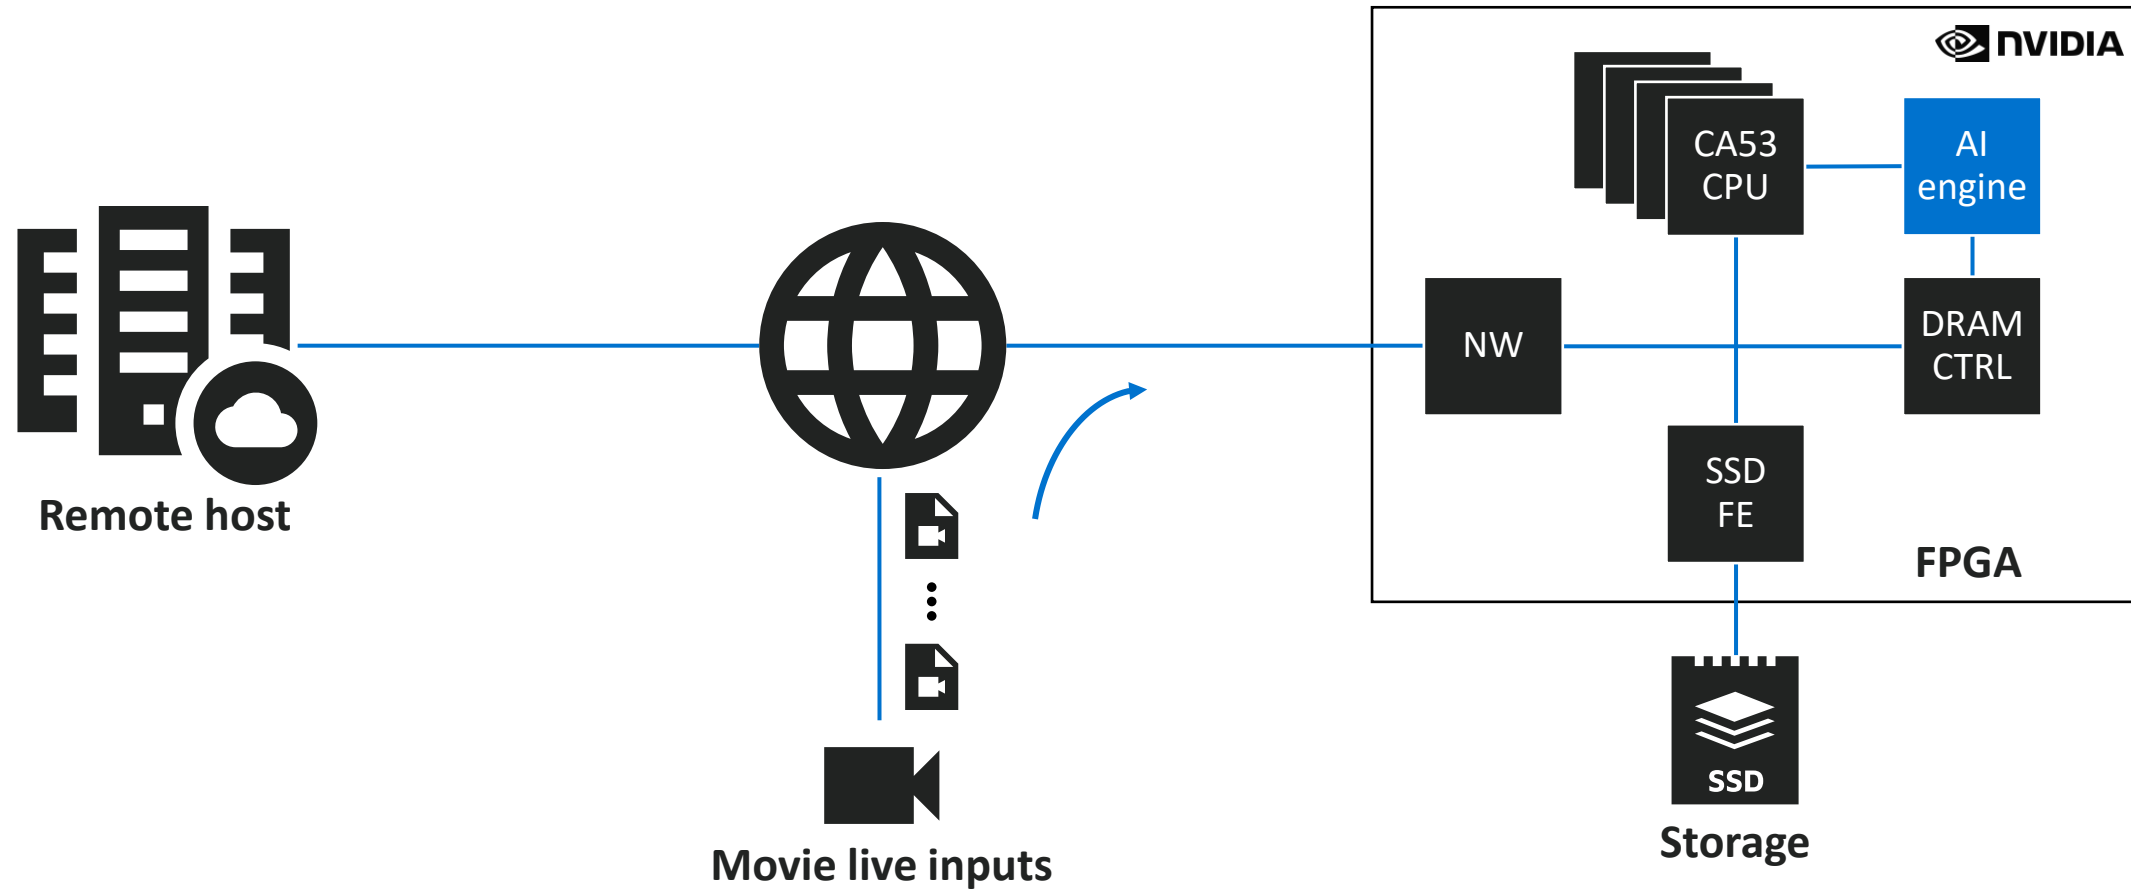 NVIDIA
CA53
CPU
AI
engine
NW
DRAM
CTRL
SSD
FE
FPGA
Remote host
SSD
Storage
Movie live inputs